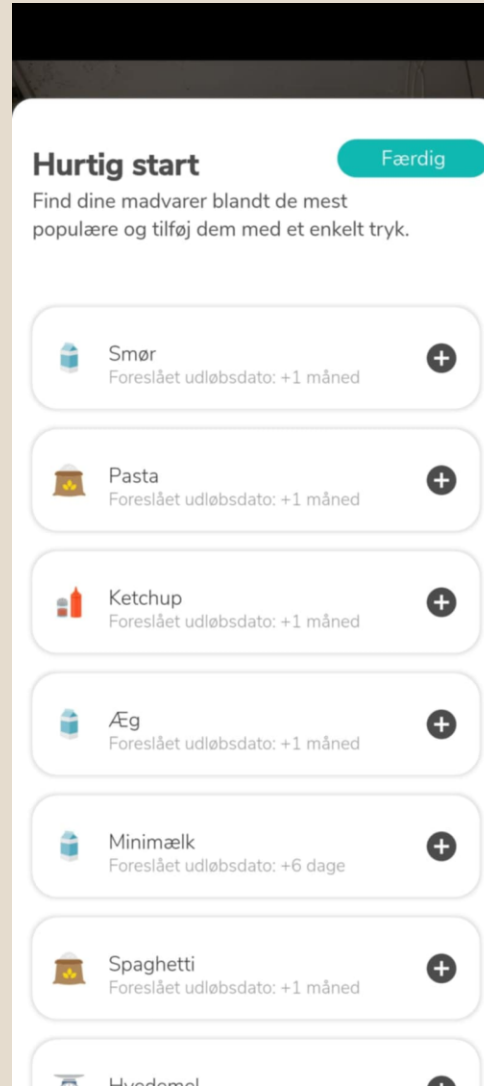 Hurtig start
Færdig
Find dine madvarer blandt de mest
populære og tilføj dem med et enkelt tryk.
Smør
Foreslået udløbsdato: +1 måned
Pasta
Foreslået udløbsdato: +1 måned
Ketchup
Foreslået udløbsdato: +1 måned
Æg
Foreslået udløbsdato: +1 måned
Minimælk
Foreslået udløbsdato: +6 dage
Spaghetti
Foreslået udløbsdato: +1 måned
Hvedemel